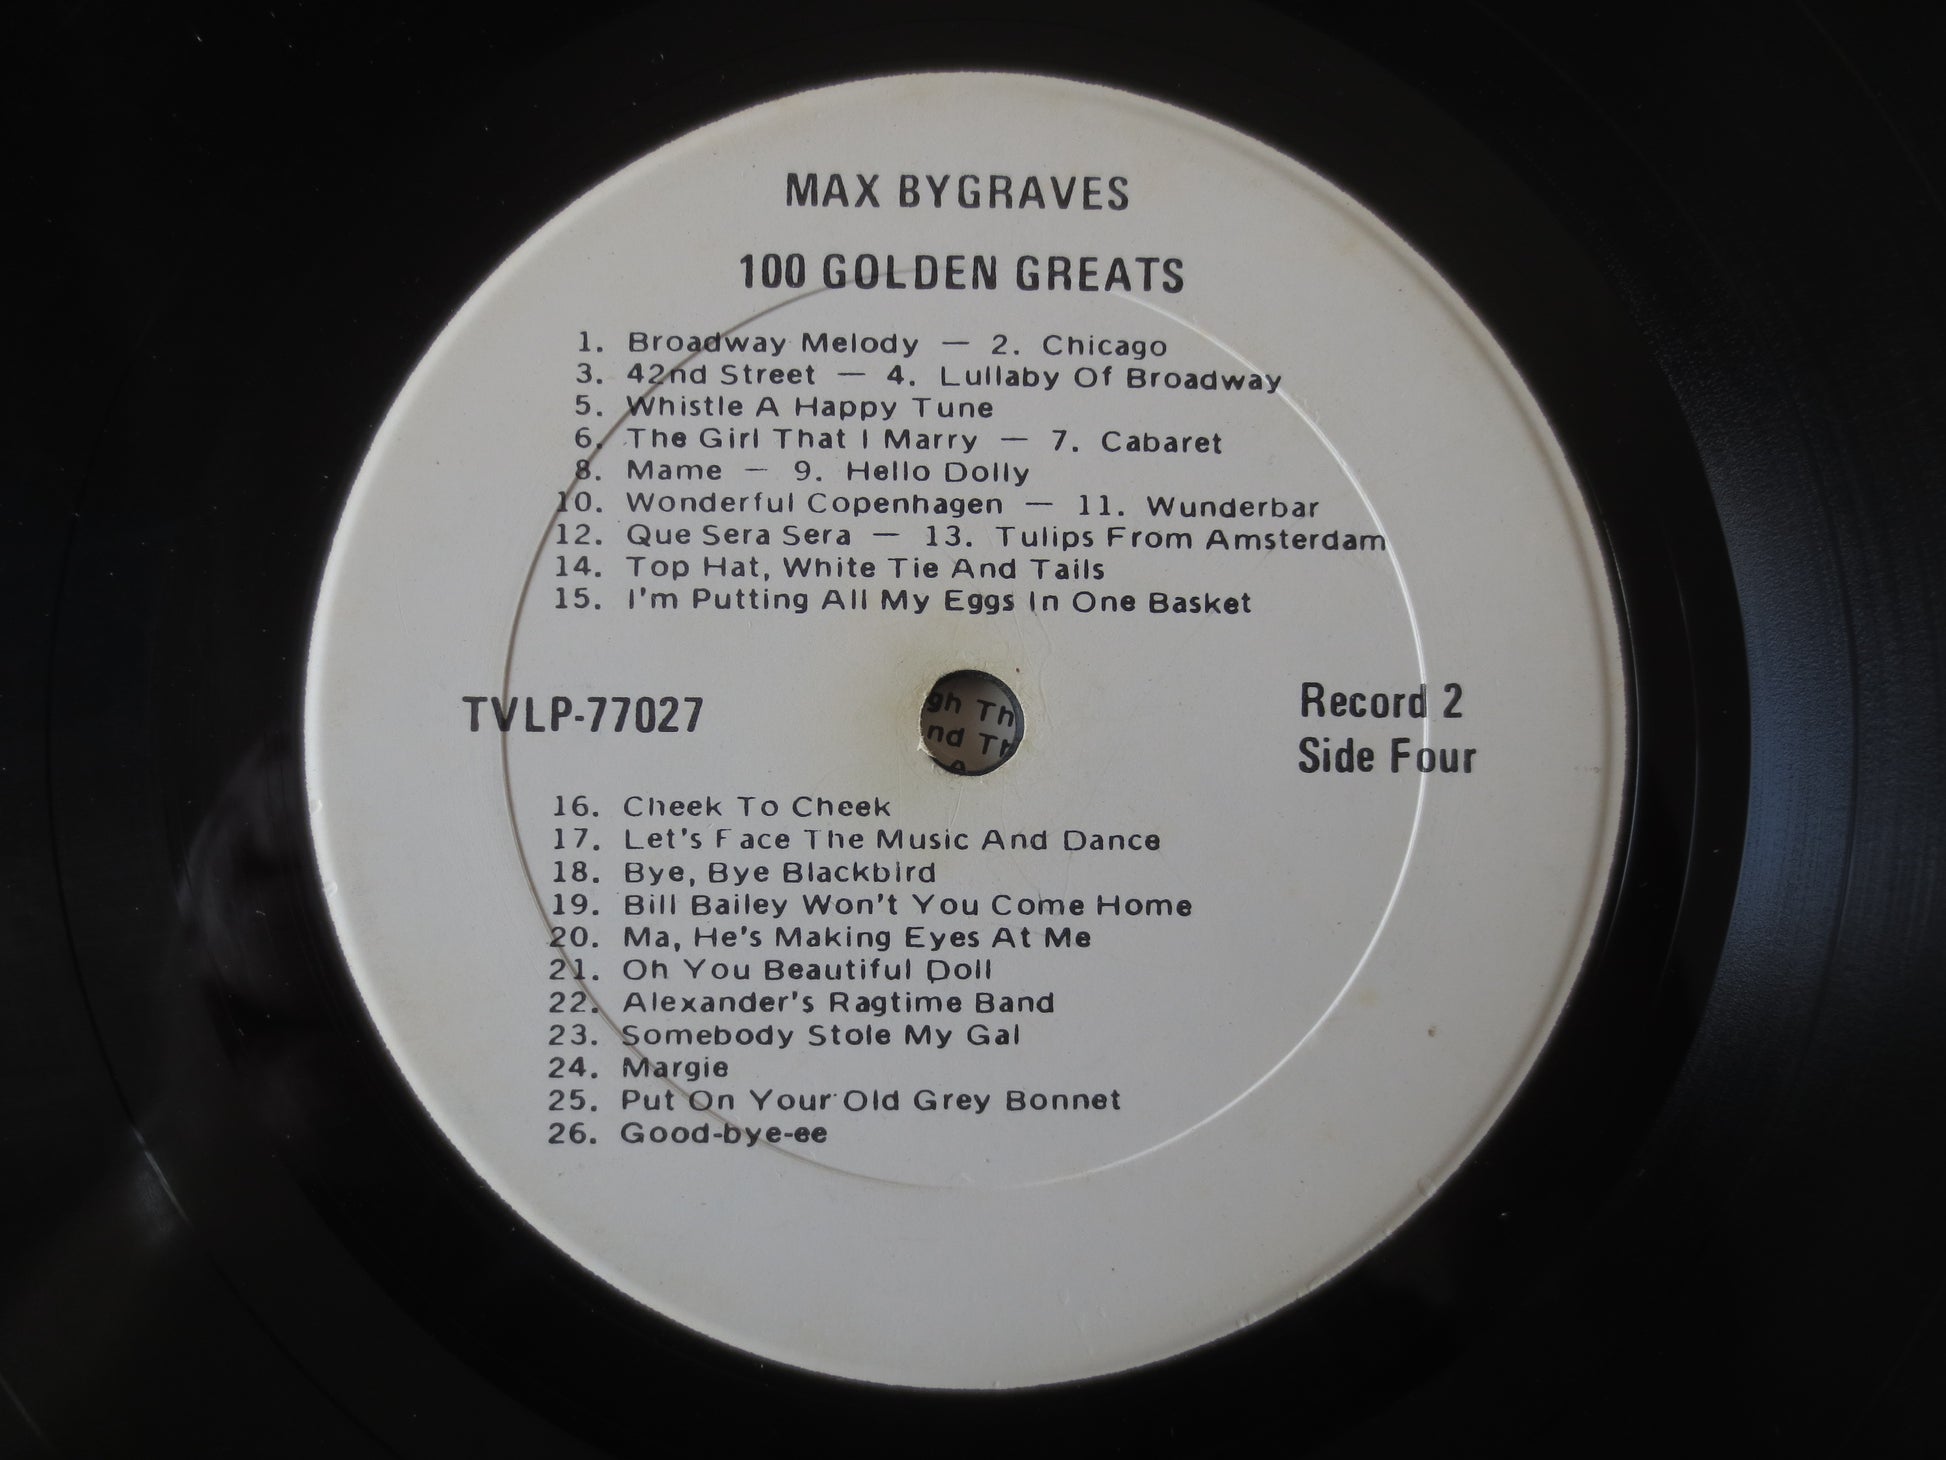 MAX BYGRAVES
100 GOLDEN GREATS
1. Broadway Melody — 2. Chicago
3. 42nd Street — 4. Lullaby Of Broadway
5. Whistle A Happy Tune
6. The Girl That I Marry — 7. Cabaret
8. Mame — 9. Hello Dolly
10. Wonderful Copenhagen — 11. Wunderbar
12. Que Sera Sera — 13. Tulips From Amsterdam
14. Top Hat, White Tie And Tails
15. I'm Putting All My Eggs In One Basket
TVLP-77027
Record 2
Side Four
16. Cheek To Cheek
17. Let's Face The Music And Dance
18. Bye, Bye Blackbird
19. Bill Bailey Won't You Come Home
20. Ma, He's Making Eyes At Me
21. Oh You Beautiful Doll
22. Alexander's Ragtime Band
23. Somebody Stole My Gal
24. Margie
25. Put On Your Old Grey Bonnet
26. Good-bye-ee